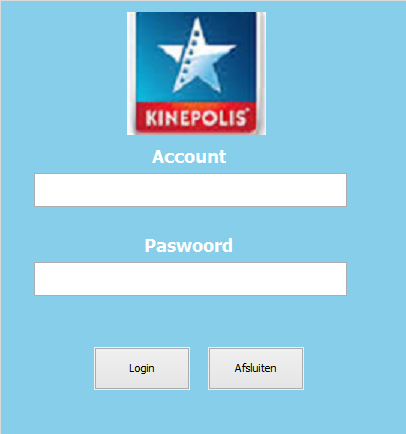 KINEPOLIS
Account
Paswoord
Login Afsluiten